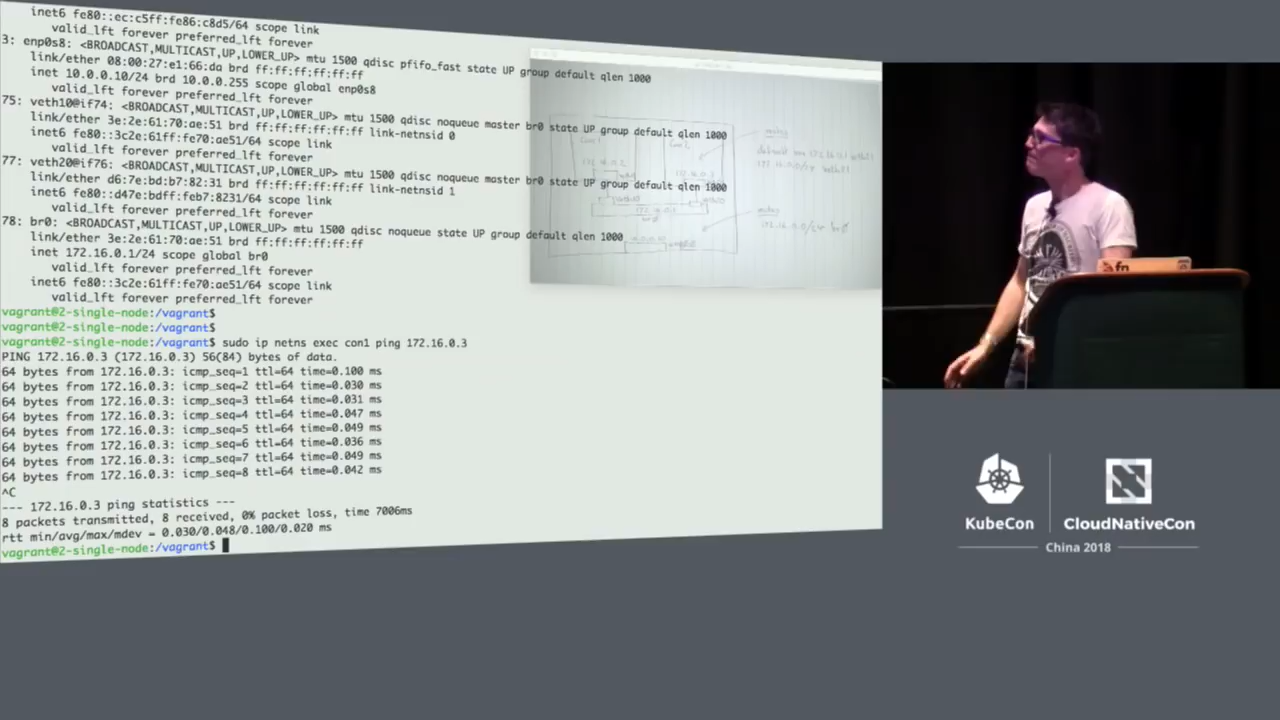 inet6 fe80::ec:c5ff:fe86:c8d5/64 scope link
valid_lft forever preferred_lft forever
3: enp0s8: <BROADCAST,MULTICAST,UP,LOWER_UP> mtu 1500 qdisc pfifo_fast state UP group default qlen 1000
link/ether 08:00:27:e1:66:da brd ff:ff:ff:ff:ff:ff
inet 10.0.0.10/24 brd 10.0.0.255 scope global enp0s8
valid_lft forever preferred_lft forever
75: veth10@if74: <BROADCAST,MULTICAST,UP,LOWER_UP> mtu 1500 qdisc noqueue master br0 state UP group default qlen 1000
link/ether 3e:2e:61:70:ae:51 brd ff:ff:ff:ff:ff:ff link-netnsid 0
inet6 fe80::3c2e:61ff:fe70:ae51/64 scope link
valid_lft forever preferred_lft forever
77: veth20@if76: <BROADCAST,MULTICAST,UP,LOWER_UP> mtu 1500 qdisc noqueue master br0 state UP group default qlen 1000
link/ether d6:7e:bd:b7:82:31 brd ff:ff:ff:ff:ff:ff link-netnsid 1
inet6 fe80::d47e:bdff:feb7:8231/64 scope link
valid_lft forever preferred_lft forever
78: br0: <BROADCAST,MULTICAST,UP,LOWER_UP> mtu 1500 qdisc noqueue state UP group default qlen 1000
link/ether 3e:2e:61:70:ae:51 brd ff:ff:ff:ff:ff:ff
inet 172.16.0.1/24 scope global br0
valid_lft forever preferred_lft forever
inet6 fe80::3c2e:61ff:fe70:ae51/64 scope link
valid_lft forever preferred_lft forever
vagrant@2-single-node:/vagrant$
vagrant@2-single-node:/vagrant$
vagrant@2-single-node:/vagrant$ sudo ip netns exec con1 ping 172.16.0.3
PING 172.16.0.3 (172.16.0.3) 56(84) bytes of data.
64 bytes from 172.16.0.3: icmp_seq=1 ttl=64 time=0.100 ms
64 bytes from 172.16.0.3: icmp_seq=2 ttl=64 time=0.030 ms
64 bytes from 172.16.0.3: icmp_seq=3 ttl=64 time=0.031 ms
64 bytes from 172.16.0.3: icmp_seq=4 ttl=64 time=0.047 ms
64 bytes from 172.16.0.3: icmp_seq=5 ttl=64 time=0.049 ms
64 bytes from 172.16.0.3: icmp_seq=6 ttl=64 time=0.036 ms
64 bytes from 172.16.0.3: icmp_seq=7 ttl=64 time=0.049 ms
64 bytes from 172.16.0.3: icmp_seq=8 ttl=64 time=0.042 ms
^C
--- 172.16.0.3 ping statistics ---
8 packets transmitted, 8 received, 0% packet loss, time 7006ms
rtt min/avg/max/mdev = 0.030/0.048/0.100/0.020 ms
vagrant@2-single-node:/vagrant$
fn
KubeCon
CloudNativeCon
China 2018